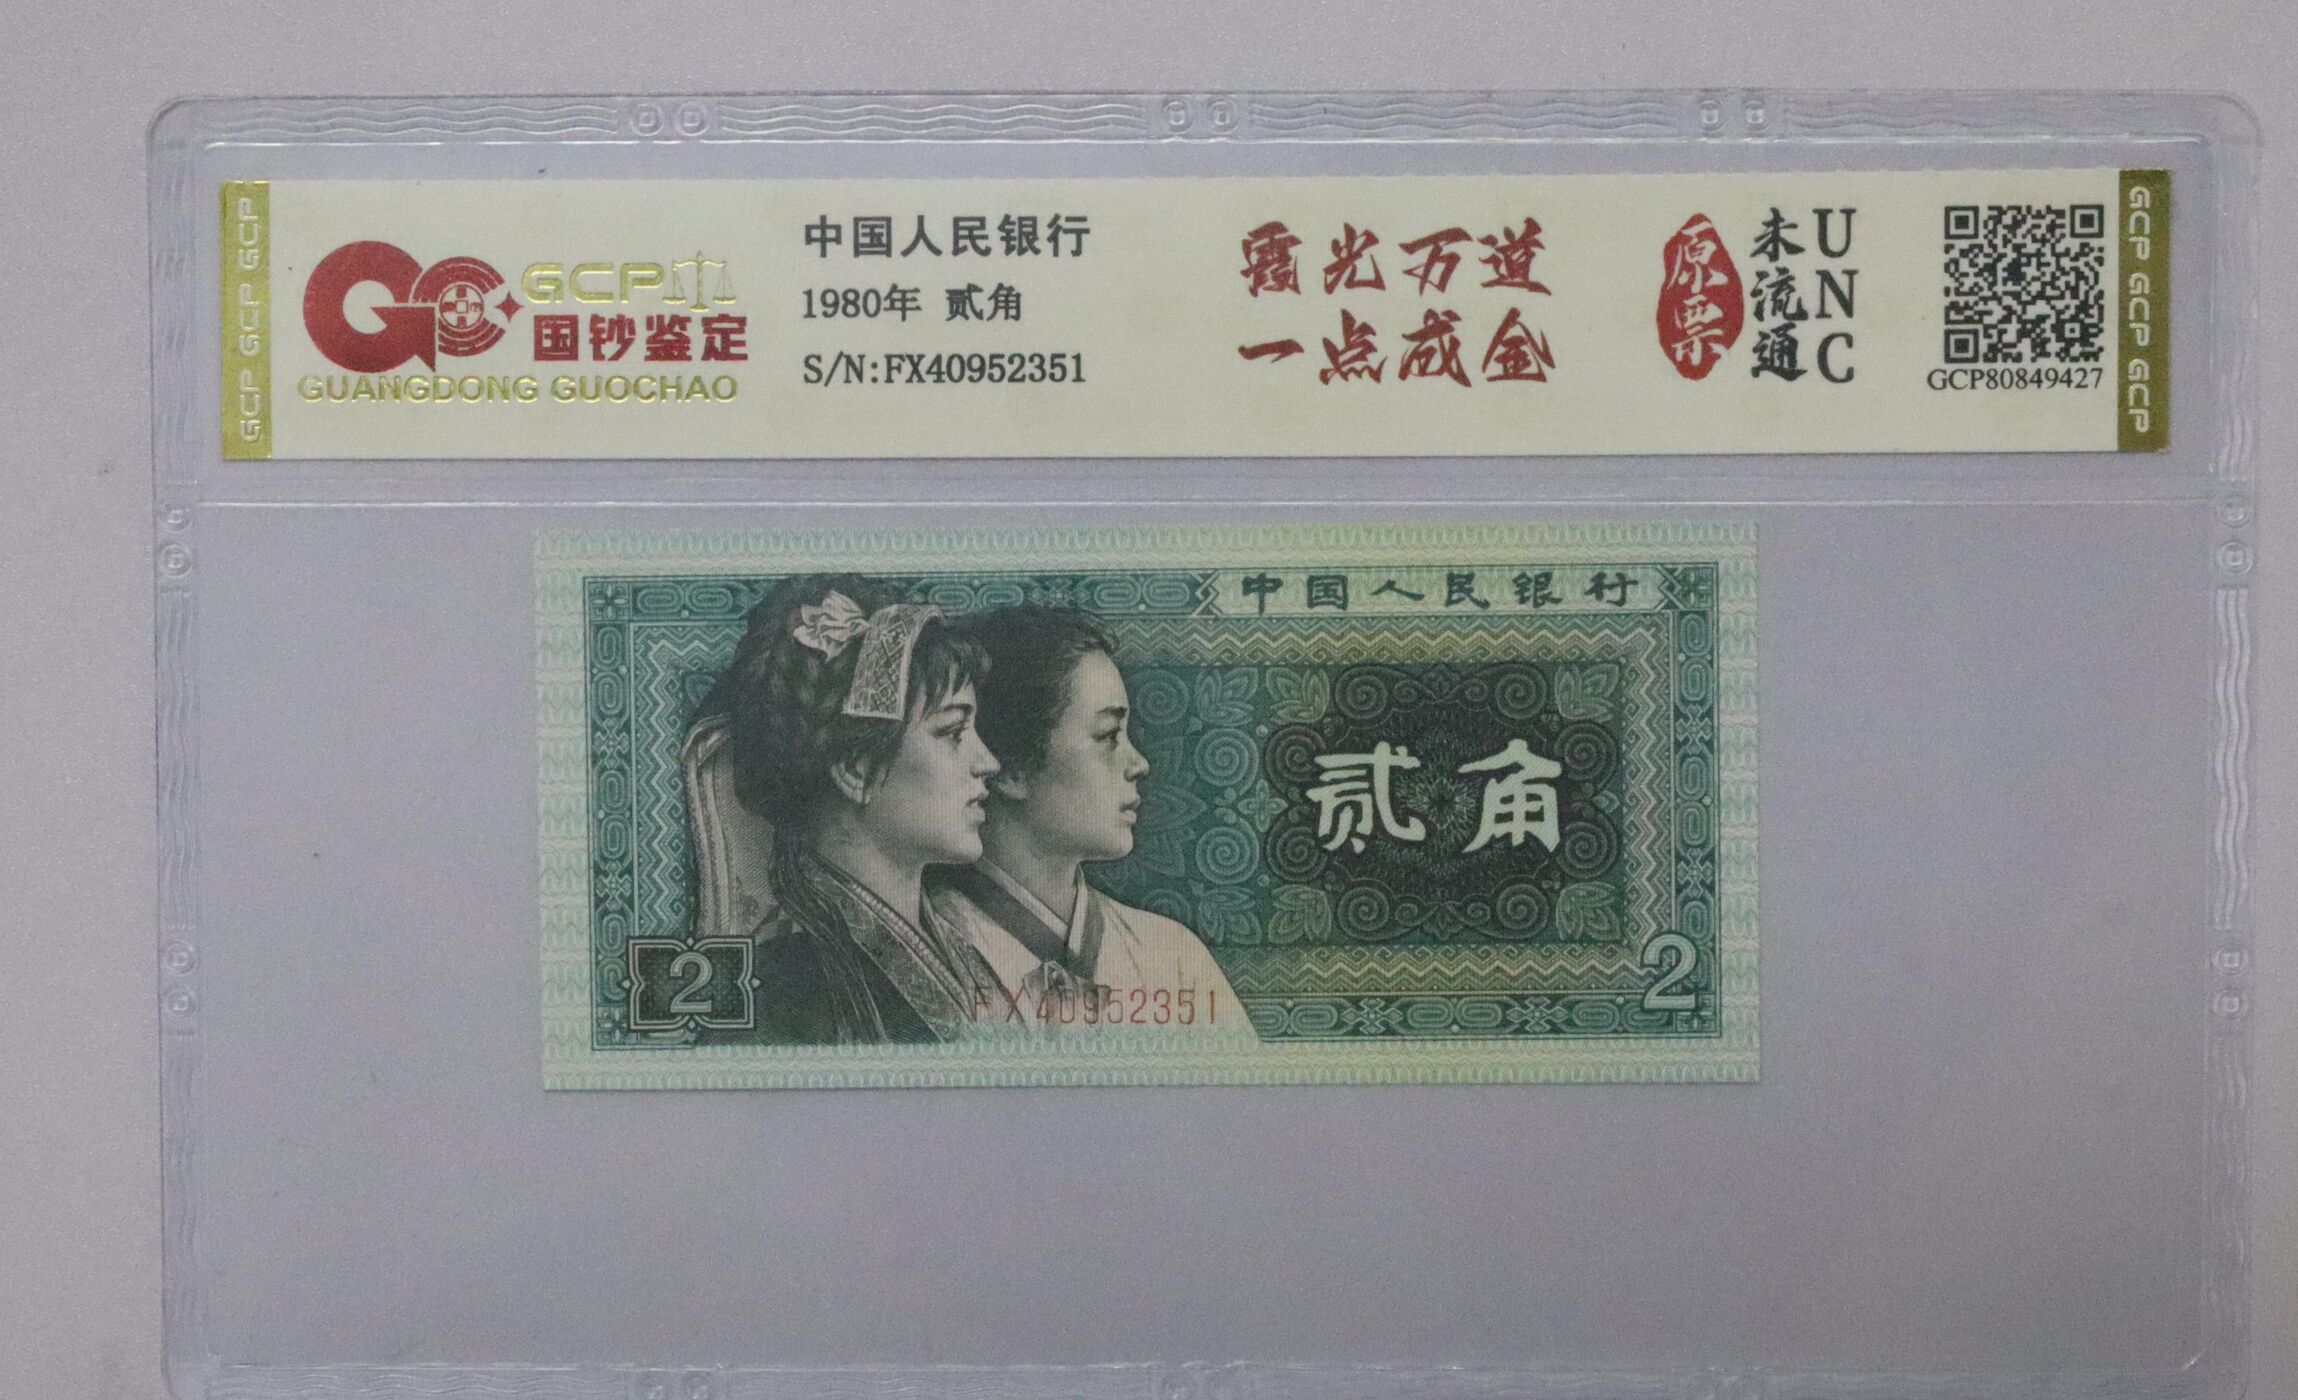 GCP GCP GCP
GCP
国钞鉴定
GUANGDONG GUOCHAO
中国人民银行
1980年 贰角
S/N:FX40952351
霞光万道
一点成金
原票
未流通
UNC
GCP80849427
GCP GCP GCP
中国人民银行
贰角
2
2
FX40952351